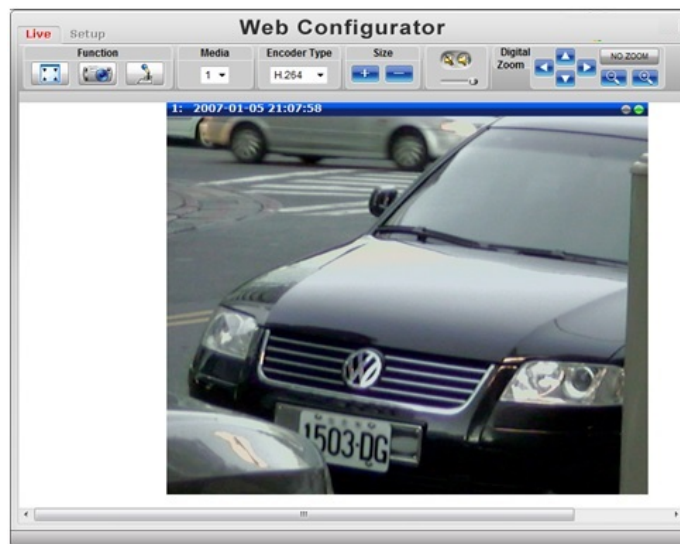 Web Configurator
Live Setup
Function Media Encoder Type Size Digital Zoom NO ZOOM
1 H.264
1: 2007-01-05 21:07:58
1503-DG